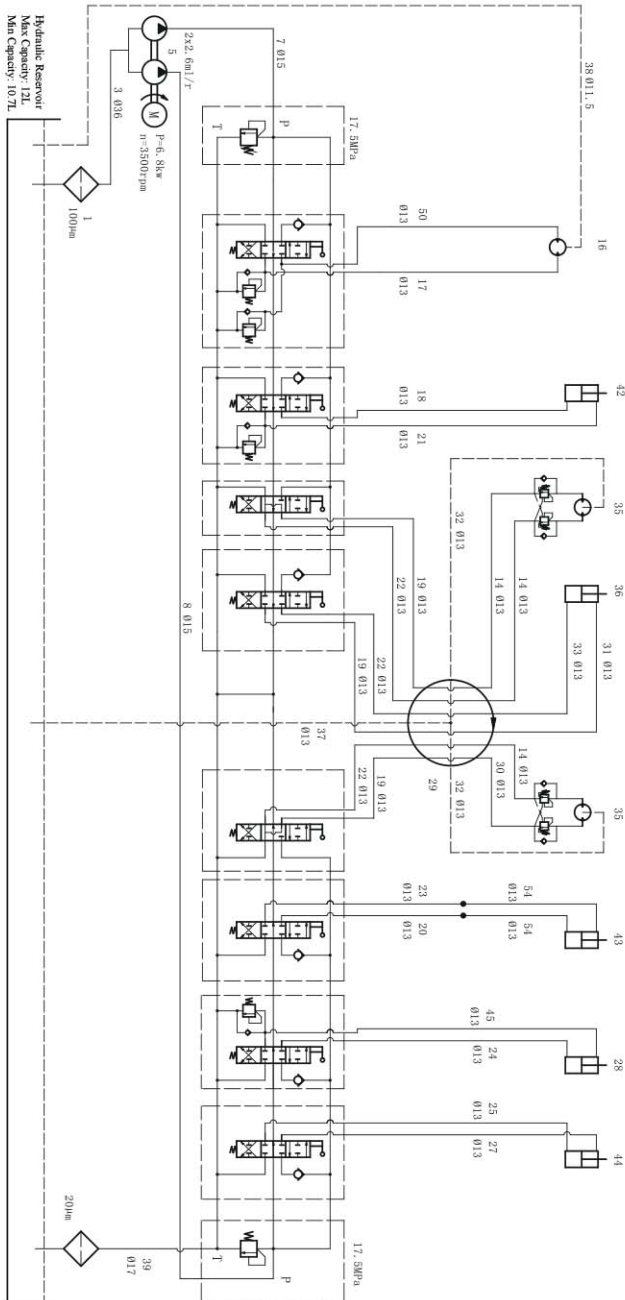 42
35
36
35
43
28
44
38 Ø11.5
16
31 Ø13
33 Ø13
14 Ø13
14 Ø13
14 Ø13
30 Ø13
54
Ø13
54
Ø13
32 Ø13
32 Ø13
29
50
Ø13
17
Ø13
18
Ø13
21
Ø13
19 Ø13
22 Ø13
22 Ø13
19 Ø13
37
Ø13
19 Ø13
22 Ø13
23
Ø13
20
Ø13
45
Ø13
24
Ø13
25
Ø13
27
Ø13
17.5MPa
17.5MPa
7 Ø15
P
T
P
T
8 Ø15
2x2.6ml/r
5
M
P=6.8kw
n=3500rpm
3 Ø36
1
100μm
39
Ø17
20μm
Hydraulic Reservoir
Max Capacity: 12L
Min Capacity: 10.7L